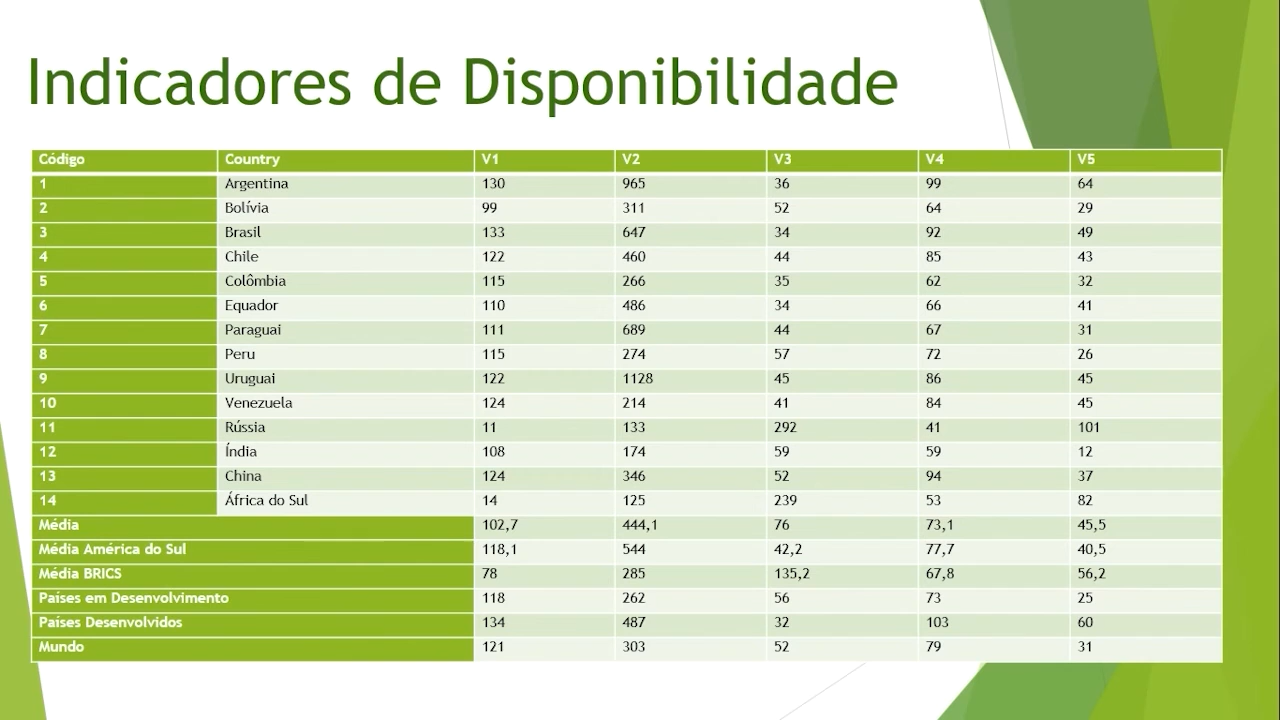 Indicadores de Disponibilidade
Código Country V1 V2 V3 V4 V5
1 Argentina 130 965 36 99 64
2 Bolívia 99 311 52 64 29
3 Brasil 133 647 34 92 49
4 Chile 122 460 44 85 43
5 Colômbia 115 266 35 62 32
6 Equador 110 486 34 66 41
7 Paraguai 111 689 44 67 31
8 Peru 115 274 57 72 26
9 Uruguai 122 1128 45 86 45
10 Venezuela 124 214 41 84 45
11 Rússia 11 133 292 41 101
12 Índia 108 174 59 59 12
13 China 124 346 52 94 37
14 África do Sul 14 125 239 53 82
Média 102,7 444,1 76 73,1 45,5
Média América do Sul 118,1 544 42,2 77,7 40,5
Média BRICS 78 285 135,2 67,8 56,2
Países em Desenvolvimento 118 262 56 73 25
Países Desenvolvidos 134 487 32 103 60
Mundo 121 303 52 79 31